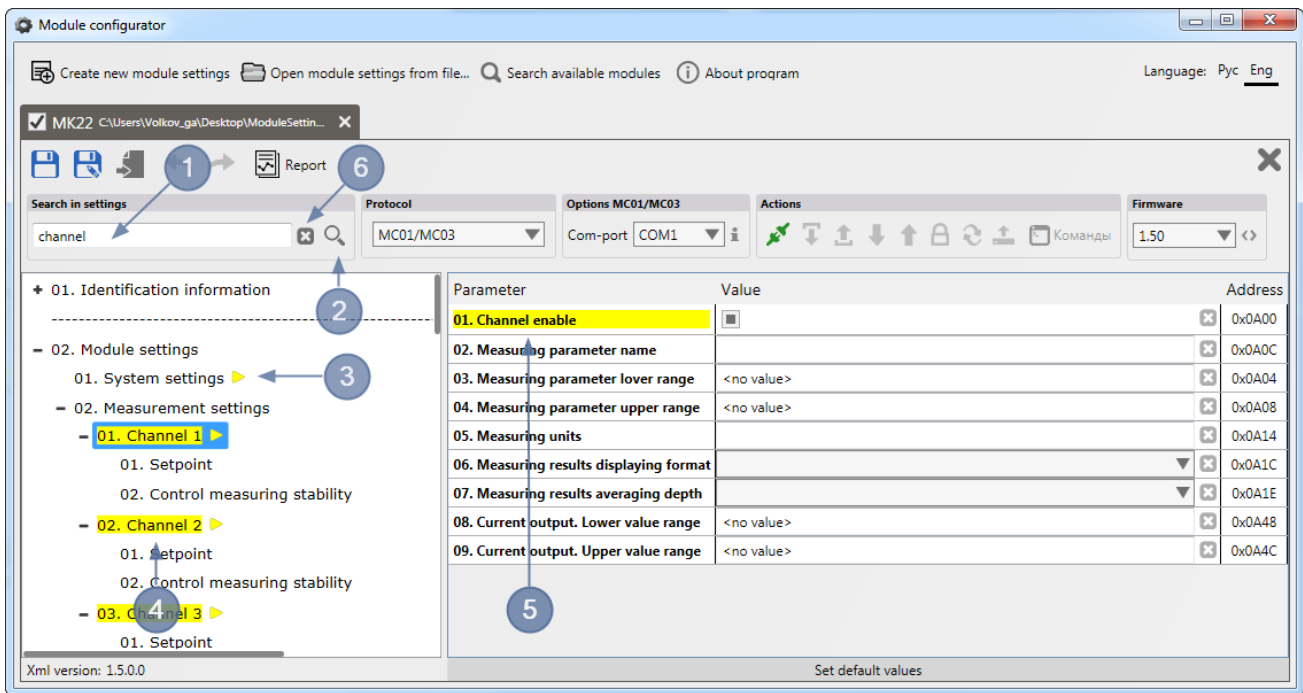 Module configurator
Create new module settings Open module settings from file... Search available modules About program Language: Рус Eng
MK22 C:\Users\Volkov_ga\Desktop\ModuleSettin...
1 Report 6
Search in settings Protocol Options MC01/MC03 Actions Firmware
channel MC01/MC03 Com-port COM1 Команды 1.50
01. Identification information
2
02. Module settings
01. System settings 3
02. Measurement settings
01. Channel 1
01. Setpoint
02. Control measuring stability
02. Channel 2
01. Setpoint
02. Control measuring stability
4
03. Channel 3
01. Setpoint
Parameter Value Address
01. Channel enable 0x0A00
02. Measuring parameter name 0x0A0C
03. Measuring parameter lover range <no value> 0x0A04
04. Measuring parameter upper range <no value> 0x0A08
05. Measuring units 0x0A14
06. Measuring results displaying format 0x0A1C
07. Measuring results averaging depth 0x0A1E
08. Current output. Lower value range <no value> 0x0A48
09. Current output. Upper value range <no value> 0x0A4C
5
Xml version: 1.5.0.0 Set default values